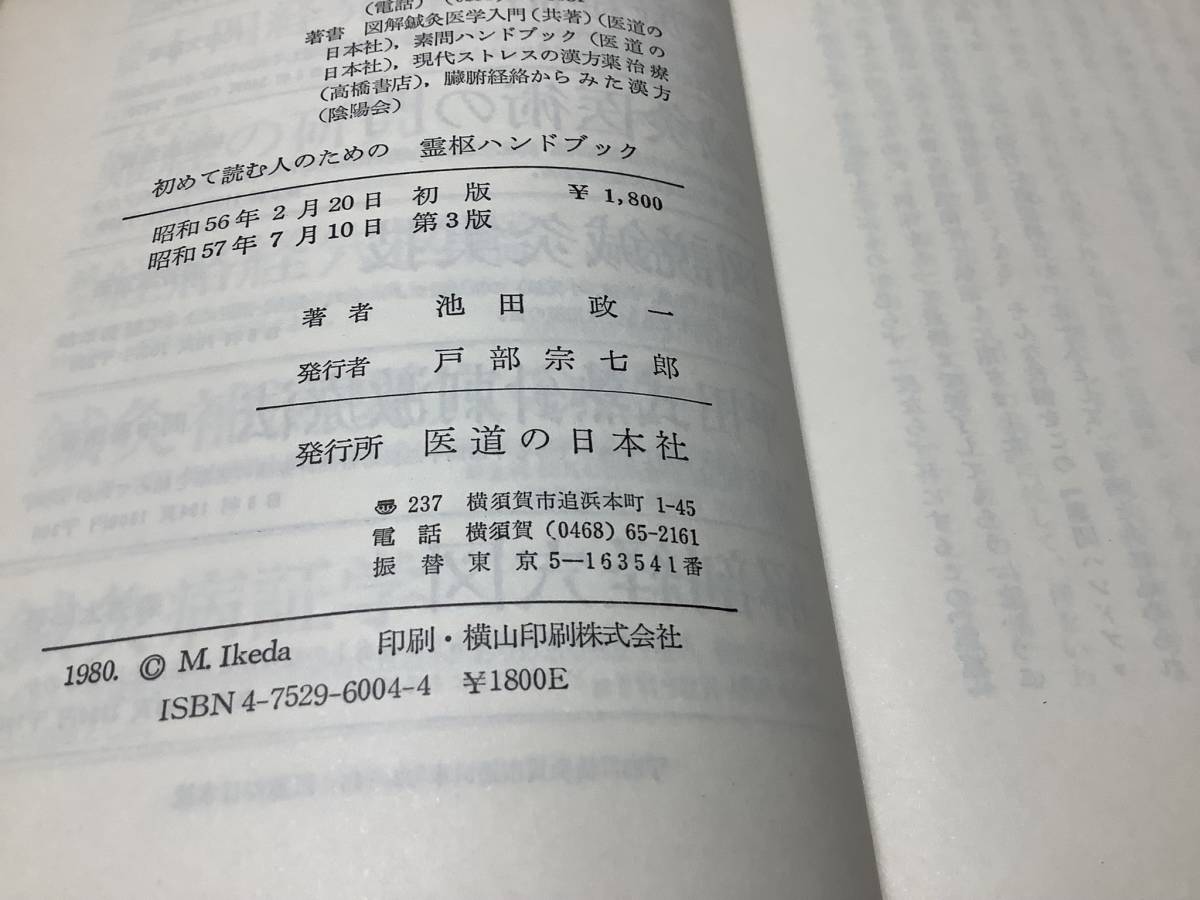 (電話)
著書 図解鍼灸医学入門(共著)(医道の
日本社),素問ハンドブック(医道の
日本社),現代ストレスの漢方薬治療
(高橋書店),臓腑経絡からみた漢方
(陰陽会)
初めて読む人のための 霊枢ハンドブック
昭和56年2月20日 初版 ¥1,800
昭和57年7月10日 第3版
著者 池田政一
発行者 戸部宗七郎
発行所 医道の日本社
237 横須賀市追浜本町 1-45
電話 横須賀 (0468) 65-2161
振替 東京 5―163541番
1980. © M. Ikeda 印刷・横山印刷株式会社
ISBN4-7529-6004-4 ¥1800E